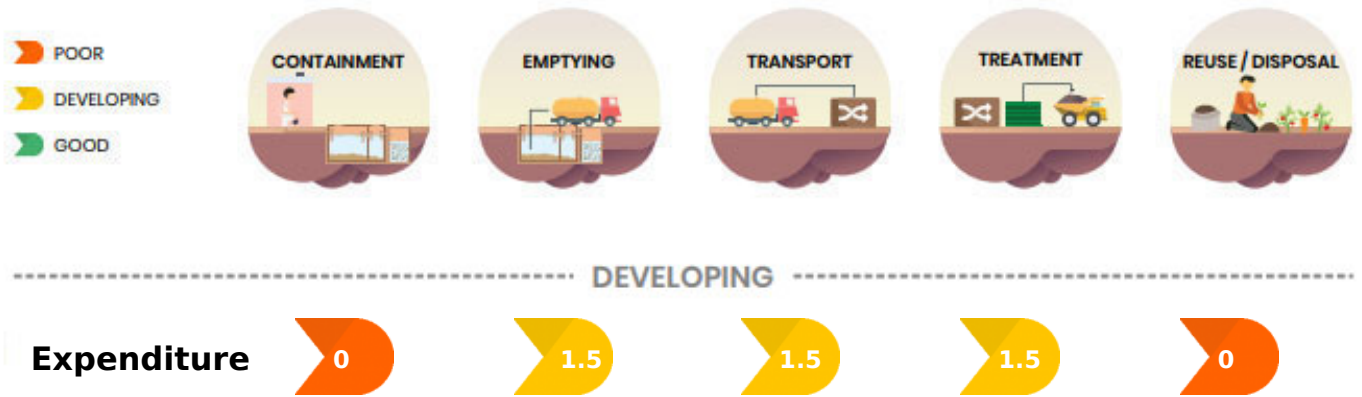 POOR
DEVELOPING
GOOD
CONTAINMENT
EMPTYING
TRANSPORT
TREATMENT
REUSE / DISPOSAL
DEVELOPING
Expenditure 0 1.5 1.5 1.5 0